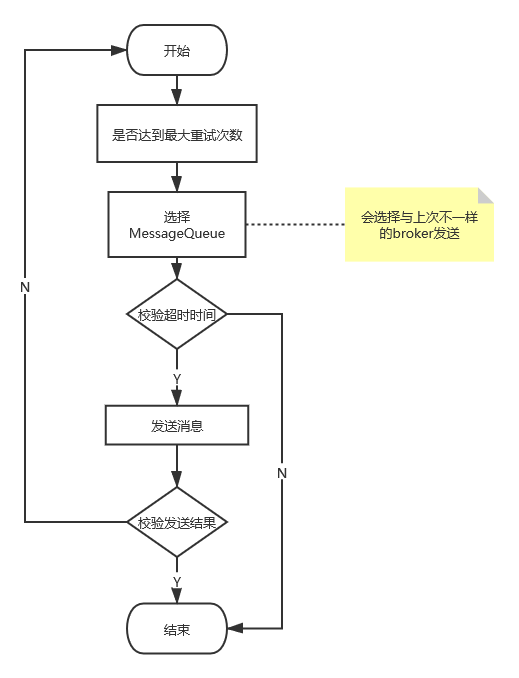 开始
是否达到最大重试次数
选择
MessageQueue
会选择与上次不一样
的broker发送
N
校验超时时间
Y
发送消息
N
校验发送结果
Y
结束